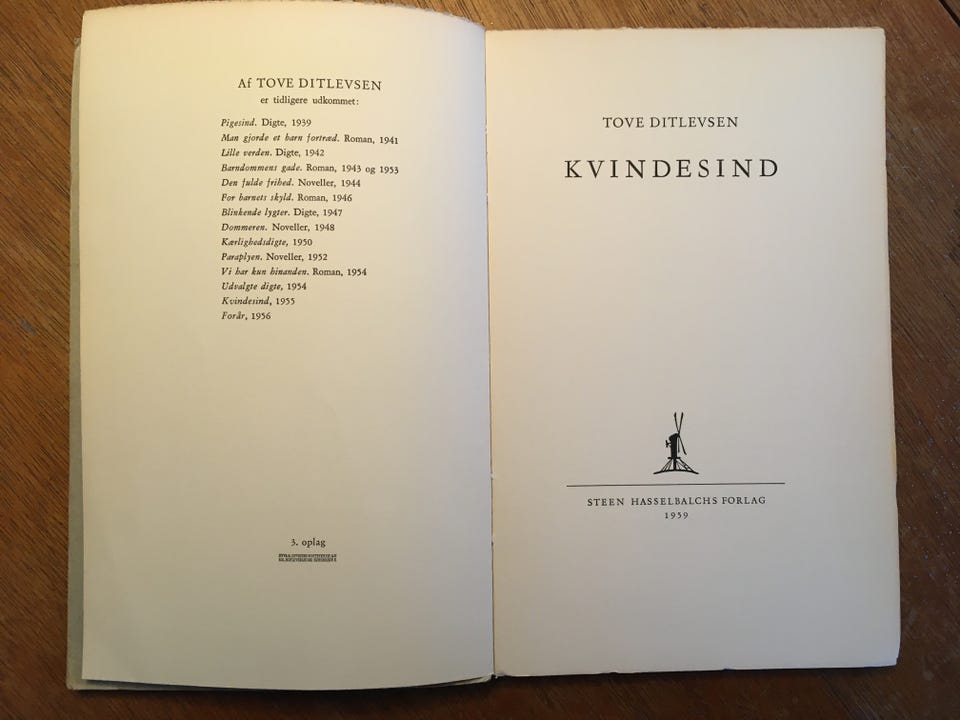 Af TOVE DITLEVSEN
er tidligere udkommet:
Pigesind. Digte, 1939
Man gjorde et barn fortræd. Roman, 1941
Lille verden. Digte, 1942
Barndommens gade. Roman, 1943 og 1953
Den fulde frihed. Noveller, 1944
For barnets skyld. Roman, 1946
Blinkende lygter. Digte, 1947
Dommeren. Noveller, 1948
Kærlighedsdigte, 1950
Paraplyen. Noveller, 1952
Vi har kun hinanden. Roman, 1954
Udvalgte digte, 1954
Kvindesind, 1955
Forår, 1956
3. oplag
TOVE DITLEVSEN
KVINDESIND
STEEN HASSELBALCHS FORLAG
1959